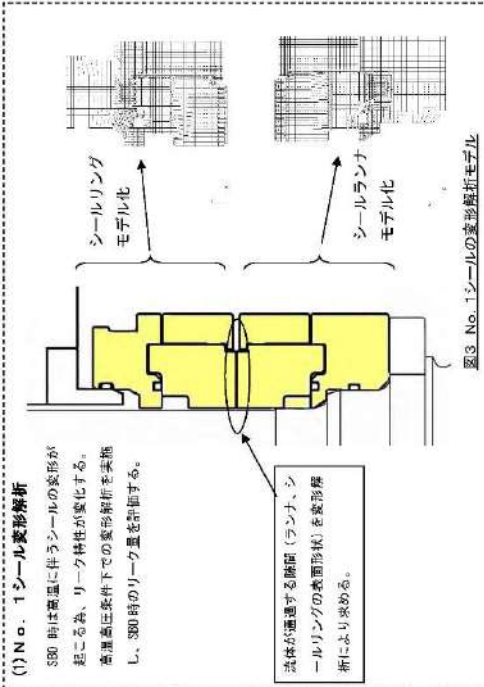 (1) No. 1シール変形解析
SBO 時は高温に伴うシールの変形が
起こる為、リーク特性が変化する。
高温高圧条件下での変形解析を実施
し、SBO 時のリーク量を評価する。
シールリング
モデル化
流体が通過する隙間（ランナ、シ
ールリングの表面形状）を変形解
析により求める。
シールランナ
モデル化
図3 No. 1シールの変形解析モデル